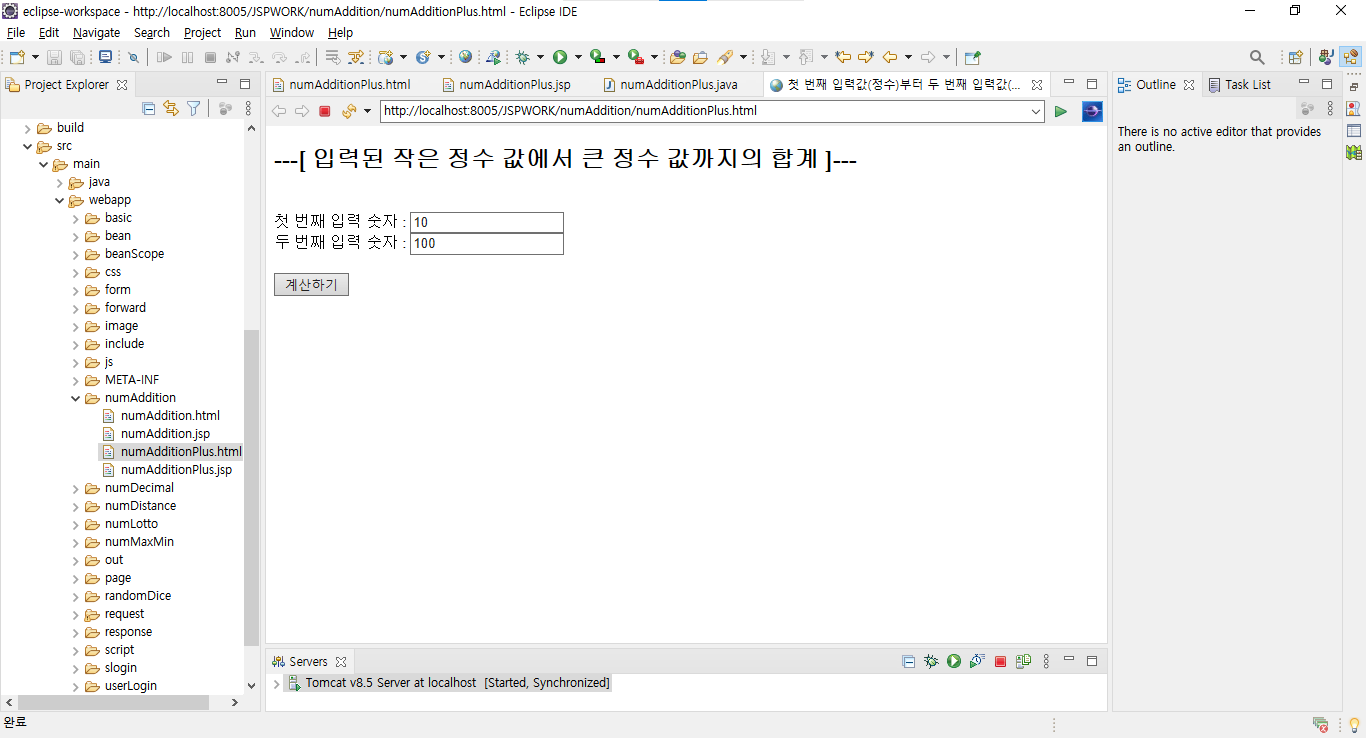 eclipse-workspace - http://localhost:8005/JSPWORK/numAddition/numAdditionPlus.html - Eclipse IDE
File Edit Navigate Search Project Run Window Help
Project Explorer
build
src
main
java
webapp
basic
bean
beanScope
css
form
forward
image
include
js
META-INF
numAddition
numAddition.html
numAddition.jsp
numAdditionPlus.html
numAdditionPlus.jsp
numDecimal
numDistance
numLotto
numMaxMin
out
page
randomDice
request
response
script
slogin
userLogin
numAdditionPlus.html numAdditionPlus.jsp numAdditionPlus.java 첫 번째 입력값(정수)부터 두 번째 입력값(...
http://localhost:8005/JSPWORK/numAddition/numAdditionPlus.html
---[ 입력된 작은 정수 값에서 큰 정수 값까지의 합계 ]---
첫 번째 입력 숫자 : 10
두 번째 입력 숫자 : 100
계산하기
Servers
Tomcat v8.5 Server at localhost [Started, Synchronized]
Outline Task List
There is no active editor that provides
an outline.
완료